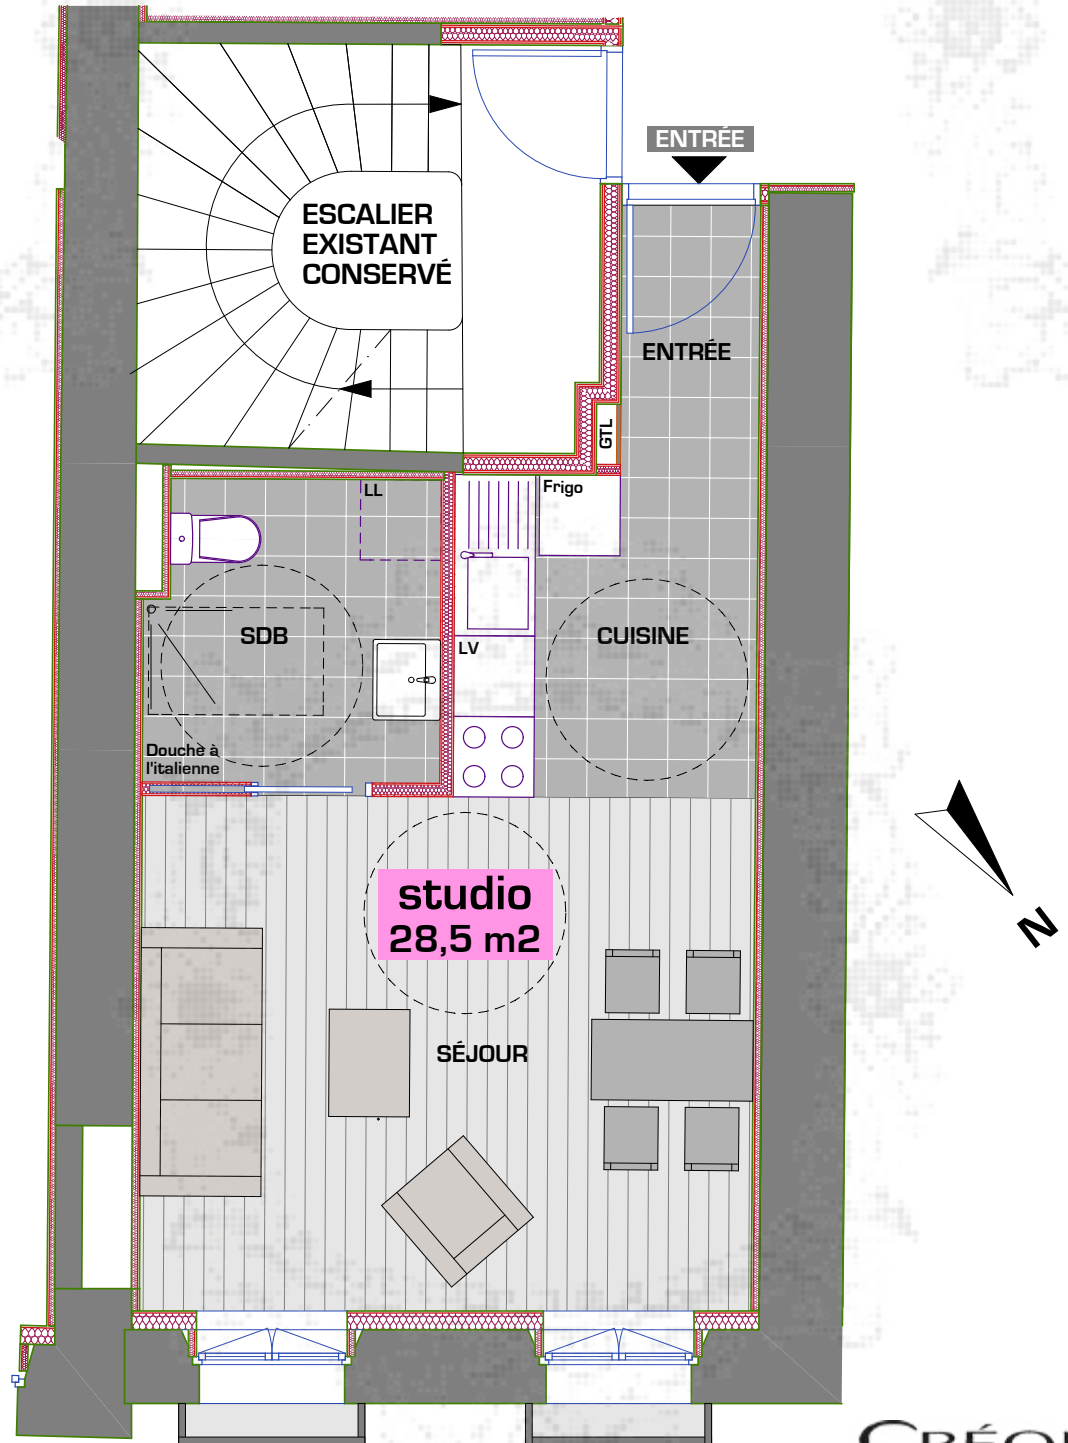 ENTRÉE
ESCALIER
EXISTANT
CONSERVÉ
ENTRÉE
GTL
LL
Frigo
SDB
CUISINE
LV
Douche à
l'italienne
studio
28,5 m2
SÉJOUR
N